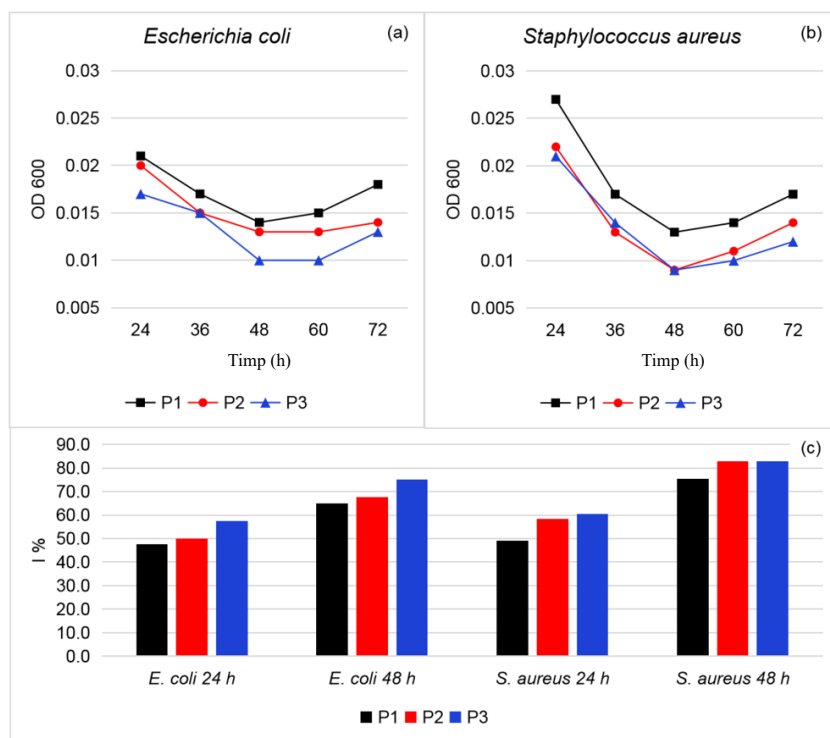 Escherichia coli (a)
0.03
0.025
0.02
0.015
0.01
0.005
OD 600
24 36 48 60 72
Timp (h)
P1 P2 P3
Staphylococcus aureus (b)
0.03
0.025
0.02
0.015
0.01
0.005
OD 600
24 36 48 60 72
Timp (h)
P1 P2 P3
(c)
90.0
80.0
70.0
60.0
50.0
40.0
30.0
20.0
10.0
0.0
I %
E. coli 24 h E. coli 48 h S. aureus 24 h S. aureus 48 h
P1 P2 P3